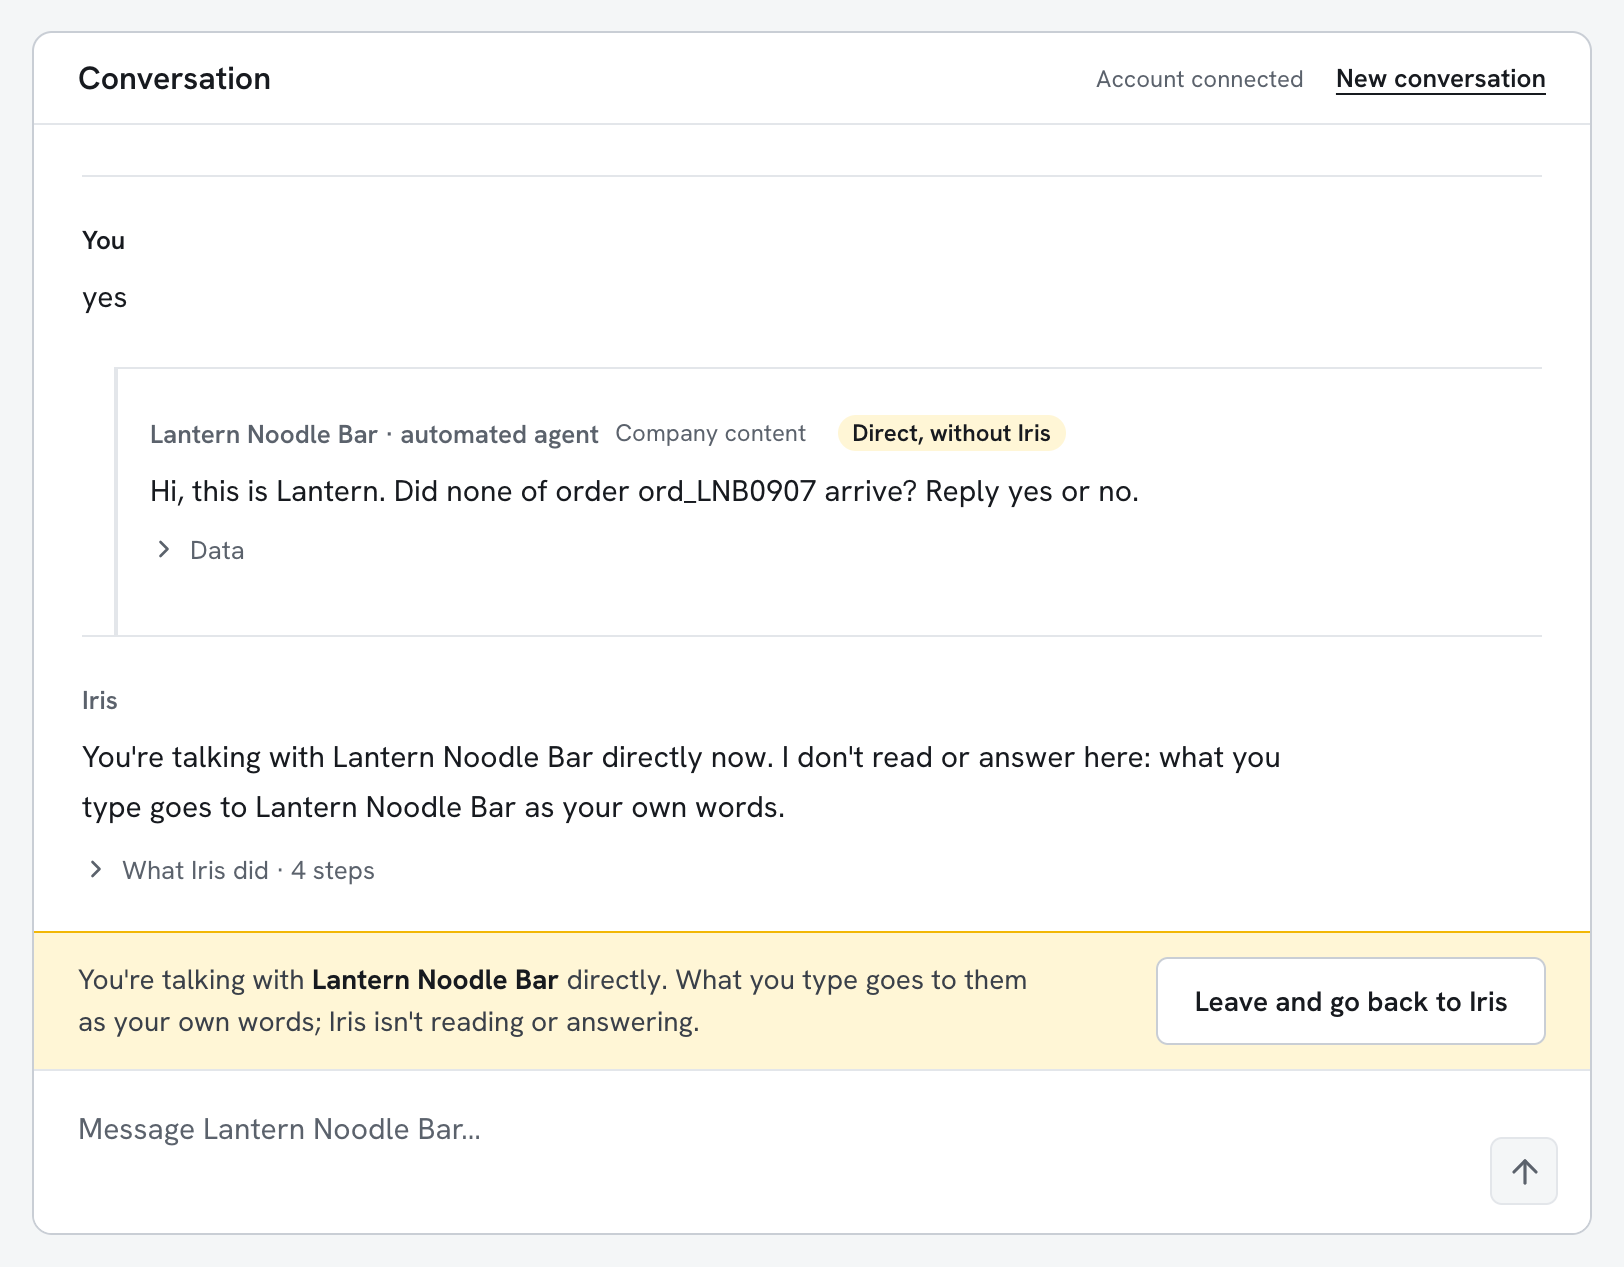 Conversation
Account connected
New conversation
You
yes
Lantern Noodle Bar · automated agent Company content Direct, without Iris
Hi, this is Lantern. Did none of order ord_LNB0907 arrive? Reply yes or no.
Data
Iris
You're talking with Lantern Noodle Bar directly now. I don't read or answer here: what you
type goes to Lantern Noodle Bar as your own words.
What Iris did · 4 steps
You're talking with Lantern Noodle Bar directly. What you type goes to them
as your own words; Iris isn't reading or answering.
Leave and go back to Iris
Message Lantern Noodle Bar...